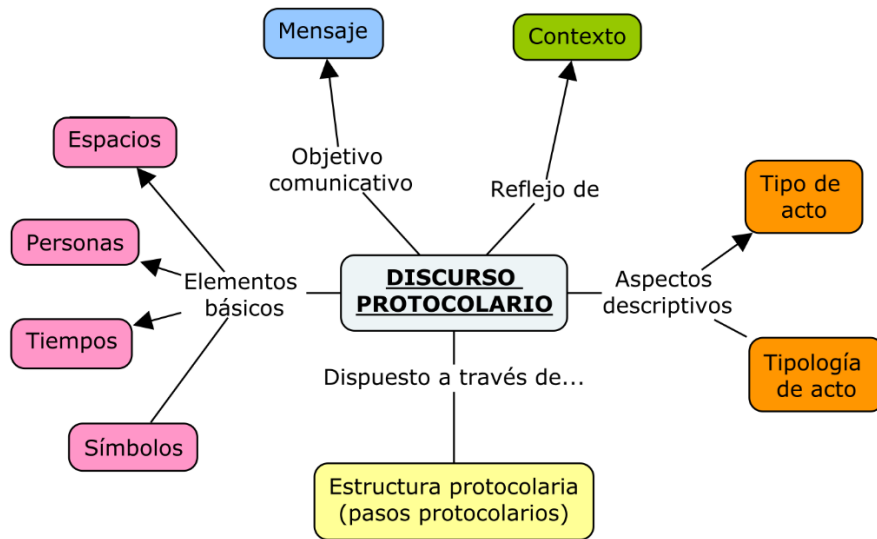 Mensaje
Contexto
Espacios
Objetivo
comunicativo
Reflejo de
Tipo de
acto
Personas
Elementos
básicos
DISCURSO
PROTOCOLARIO
Aspectos
descriptivos
Tiempos
Dispuesto a través de...
Tipología
de acto
Símbolos
Estructura protocolaria
(pasos protocolarios)